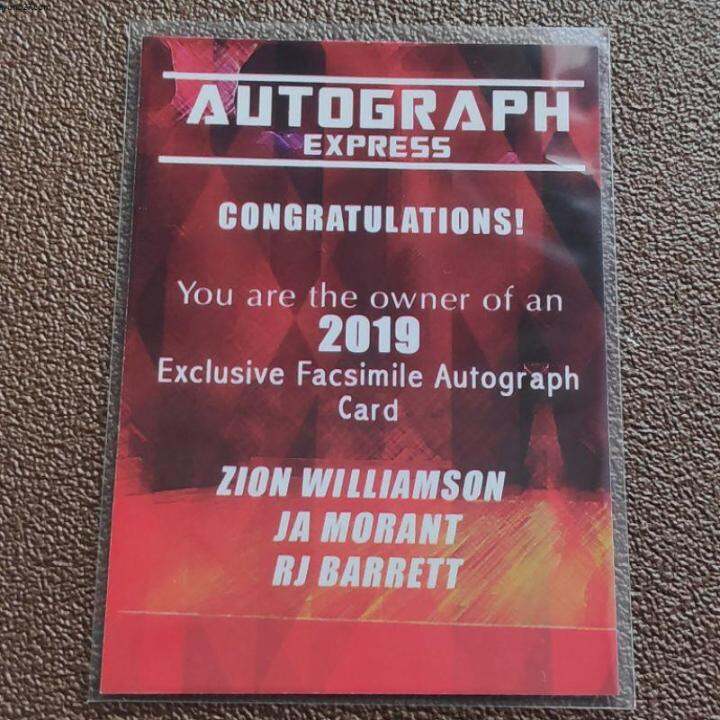 AUTOGRAPH
EXPRESS
CONGRATULATIONS!
You are the owner of an
2019
Exclusive Facsimile Autograph
Card
ZION WILLIAMSON
JA MORANT
RJ BARRETT